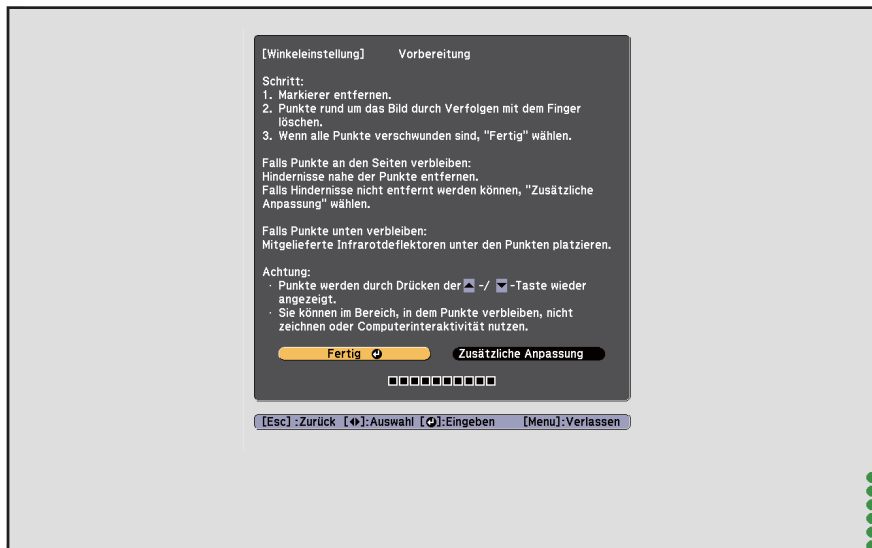 [Winkeleinstellung] Vorbereitung
Schritt:
1. Markierer entfernen.
2. Punkte rund um das Bild durch Verfolgen mit dem Finger
löschen.
3. Wenn alle Punkte verschwunden sind, "Fertig" wählen.
Falls Punkte an den Seiten verbleiben:
Hindernisse nahe der Punkte entfernen.
Falls Hindernisse nicht entfernt werden können, "Zusätzliche
Anpassung" wählen.
Falls Punkte unten verbleiben:
Mitgelieferte Infrarotdeflektoren unter den Punkten platzieren.
Achtung:
· Punkte werden durch Drücken der ▲ -/ ▼ -Taste wieder
angezeigt.
· Sie können im Bereich, in dem Punkte verbleiben, nicht
zeichnen oder Computerinteraktivität nutzen.
Fertig Zusätzliche Anpassung
[Esc] :Zurück [◆]:Auswahl [↵]:Eingeben [Menu]:Verlassen